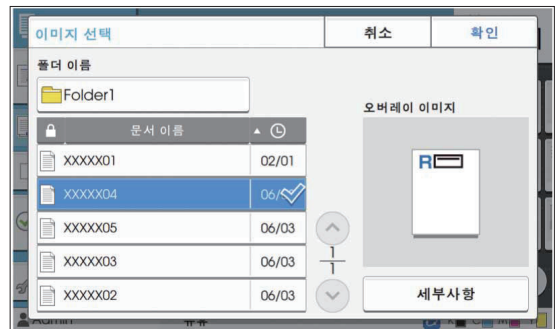 이미지 선택
취소
확인
폴더 이름
Folder1
오버레이 이미지
문서 이름
XXXXX01 02/01
XXXXX04 06/
XXXXX05 06/03
XXXXX03 06/03
XXXXX02 06/03
R
1
1
세부사항
Admin